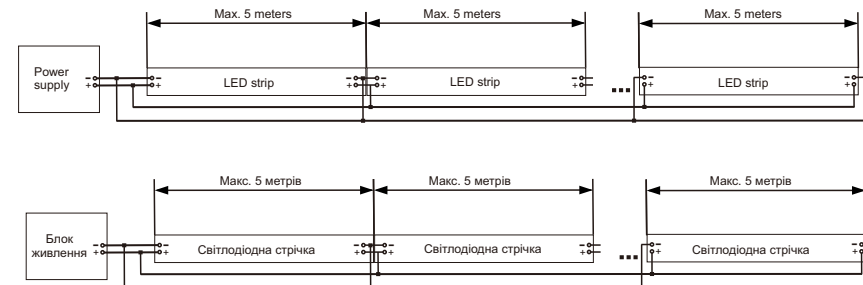 Max. 5 meters Max. 5 meters Max. 5 meters
Power
supply
- + - + LED strip - + - + LED strip - + ... - + LED strip - +
Макс. 5 метрів Макс. 5 метрів Макс. 5 метрів
Блок
живлення
- + - + Світлодіодна стрічка - + - + Світлодіодна стрічка - + ... - + Світлодіодна стрічка - +